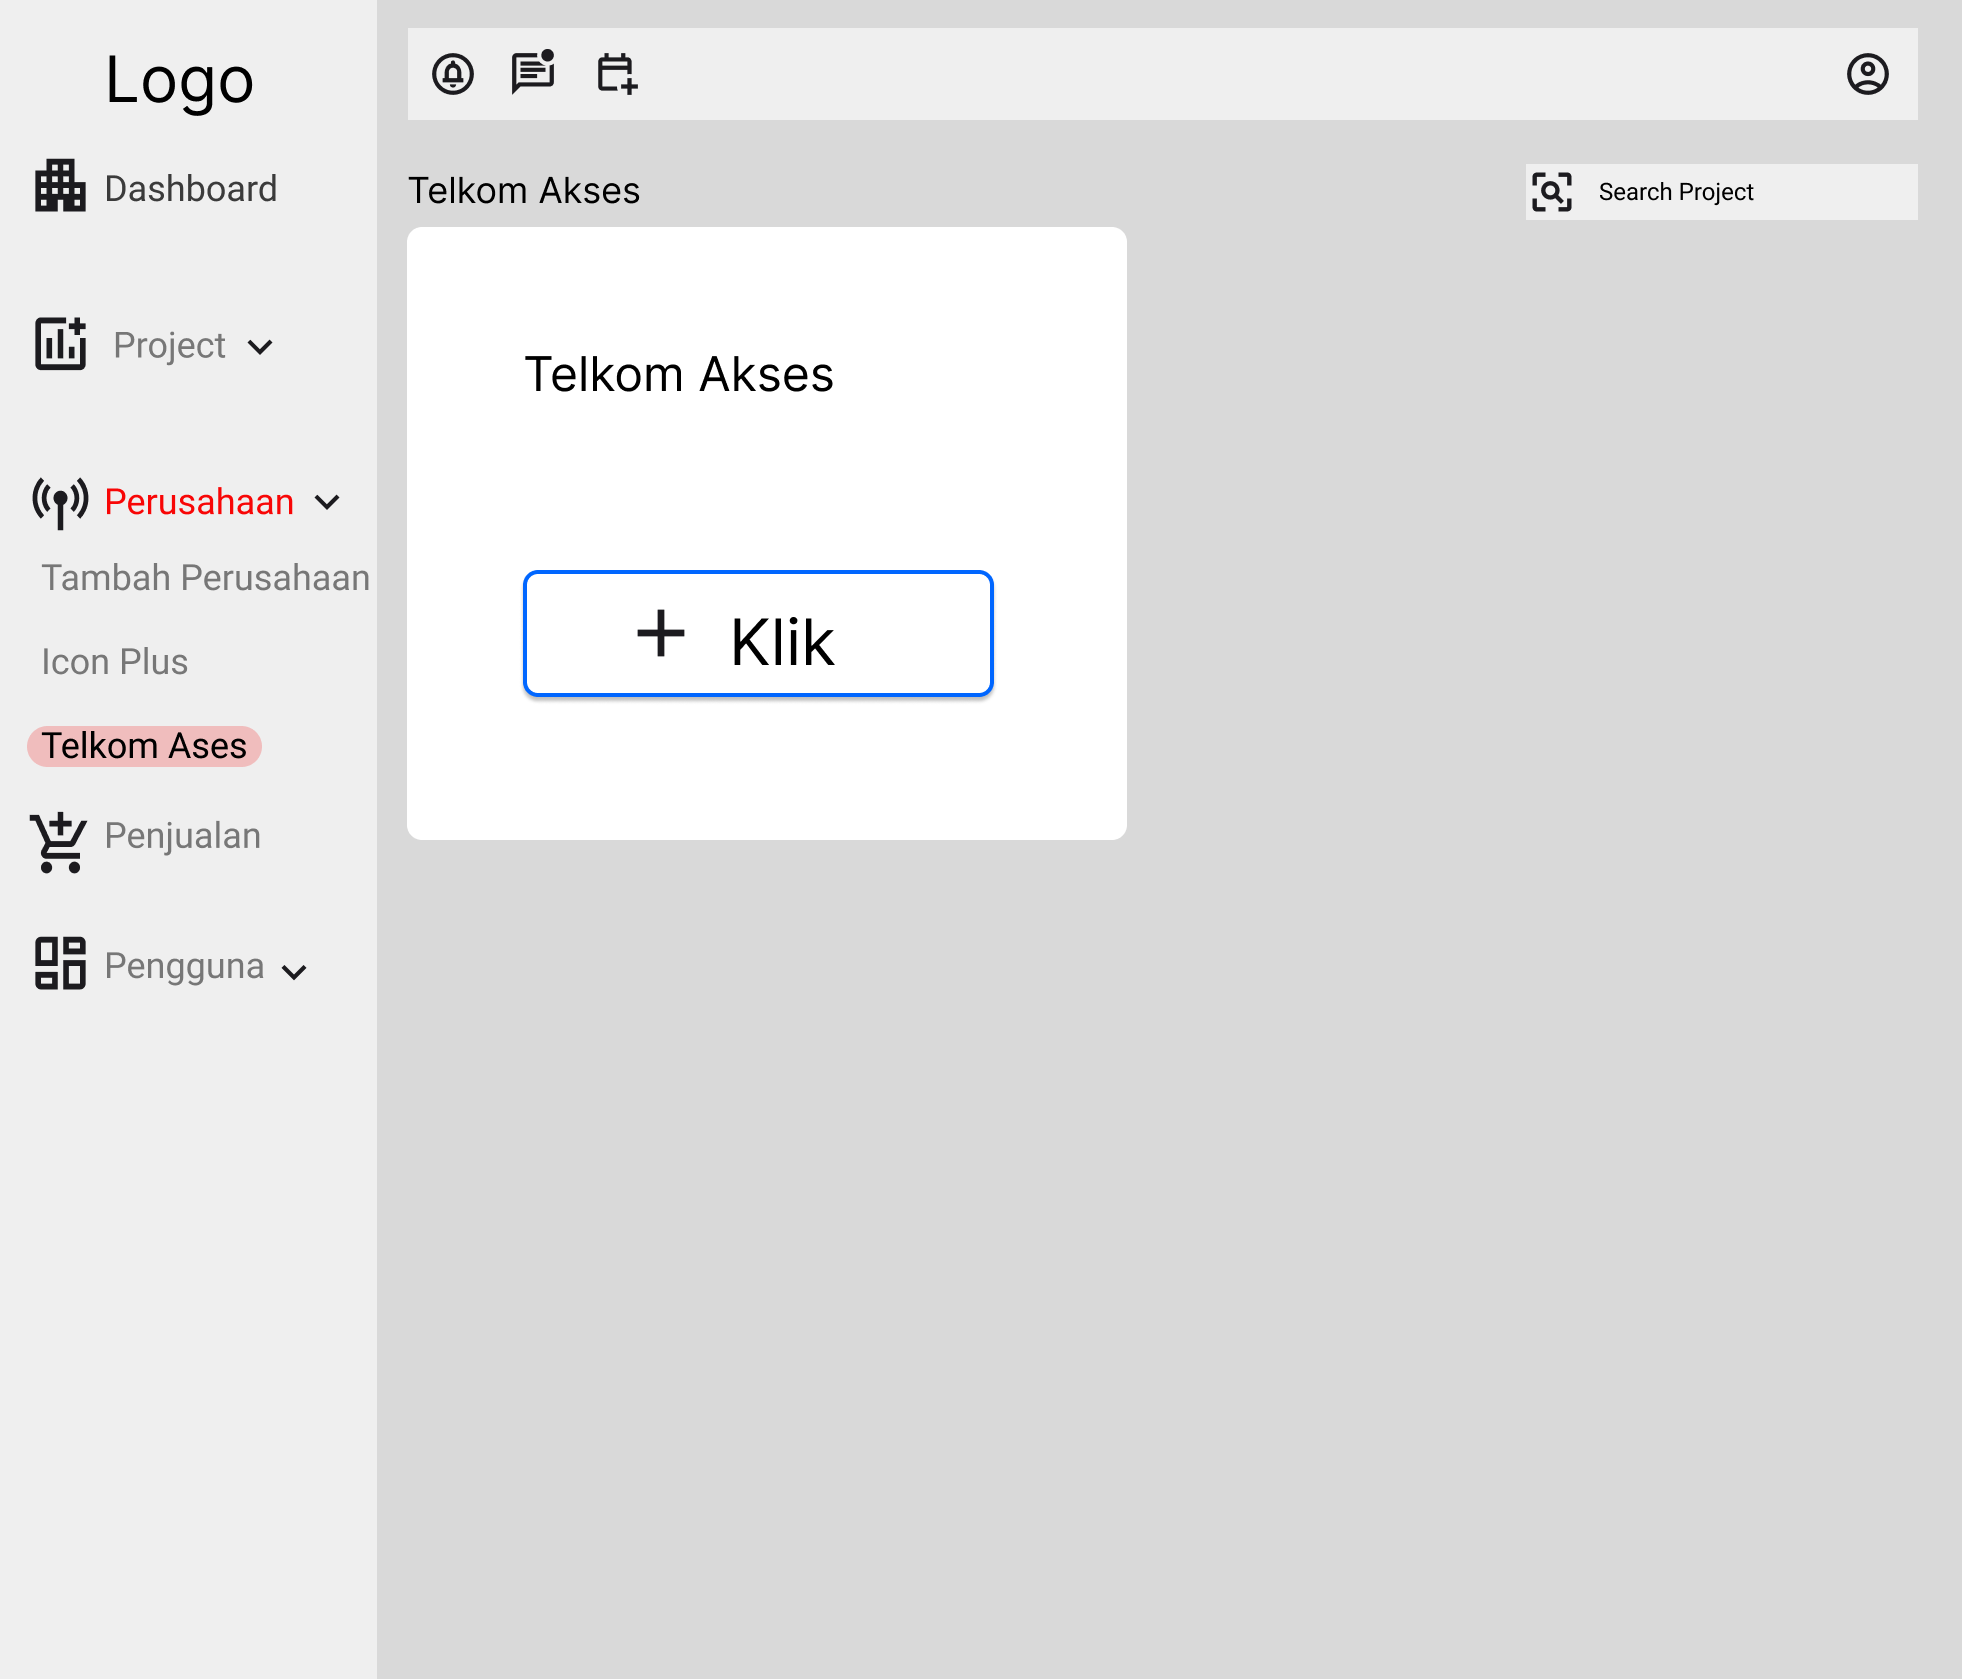 Logo
Dashboard
Project
Perusahaan
Tambah Perusahaan
Icon Plus
Telkom Ases
Penjualan
Pengguna
Telkom Akses
Search Project
Telkom Akses
Klik